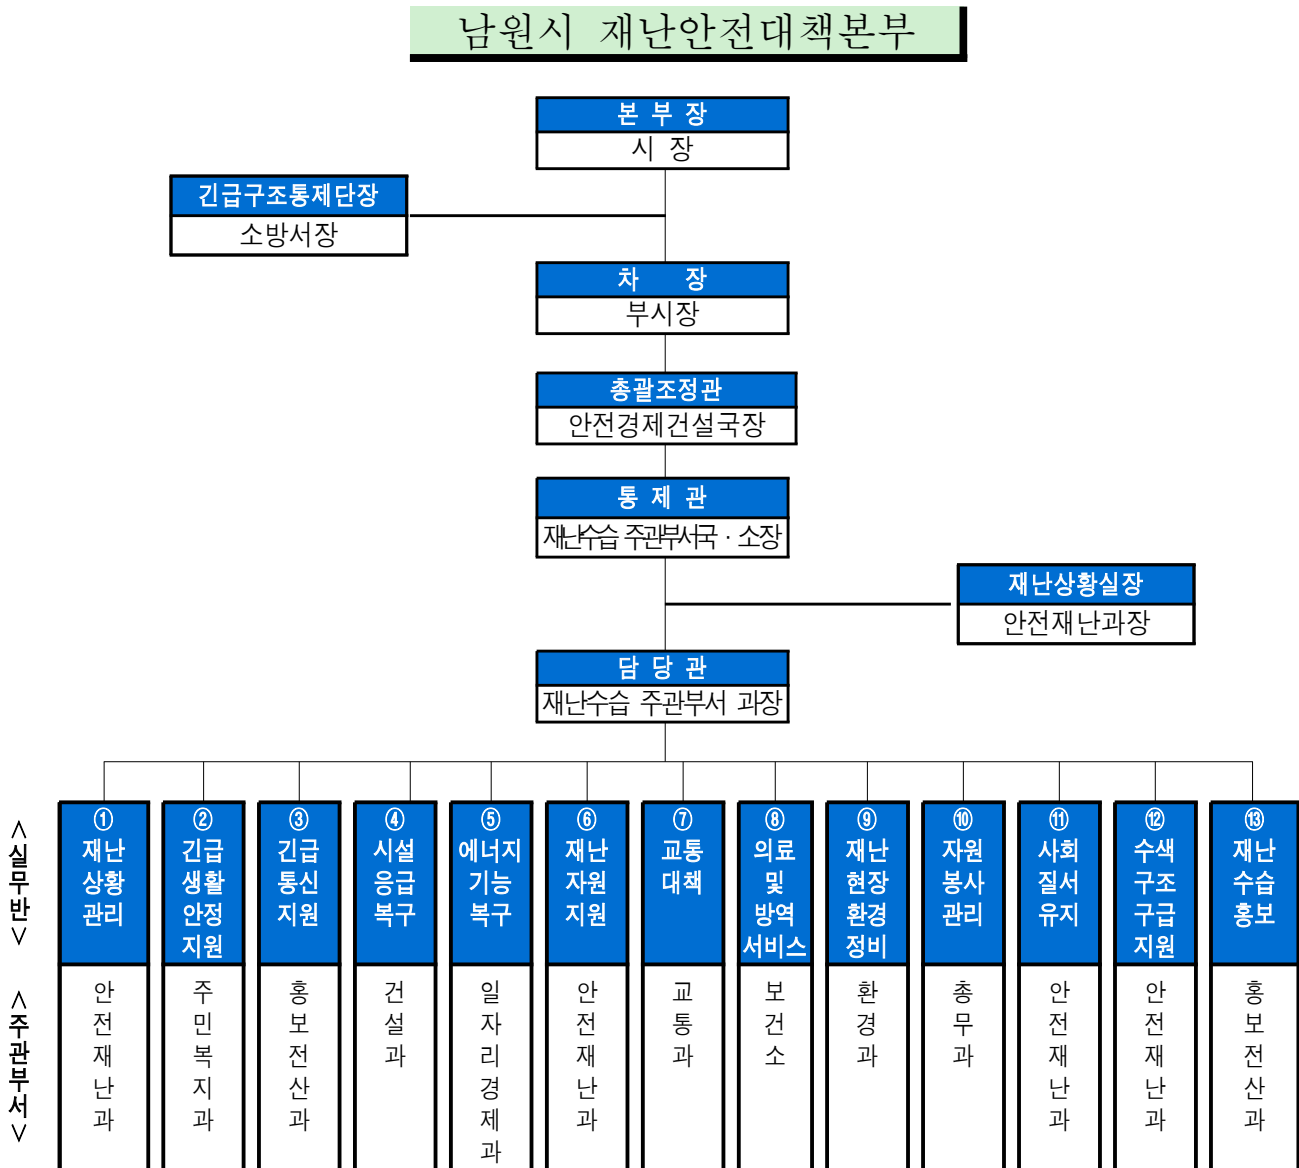 남원시 재난안전대책본부
본 부 장
시 장
긴급구조통제단장
소방서장
차 장
부시장
총괄조정관
안전경제건설국장
통 제 관
재난수습 주관부서국 · 소장
재난상황실장
안전재난과장
담 당 관
재난수습 주관부서 과장
<실무반>
①
재난
상황
관리
②
긴급
생활
안정
지원
③
긴급
통신
지원
④
시설
응급
복구
⑤
에너지
기능
복구
⑥
재난
자원
지원
⑦
교통
대책
⑧
의료
및
방역
서비스
⑨
재난
현장
환경
정비
⑩
자원
봉사
관리
⑪
사회
질서
유지
⑫
수색
구조
구급
지원
⑬
재난
수습
홍보
<주관부서>
안전재난과
주민복지과
홍보전산과
건설과
일자리경제과
안전재난과
교통과
보건소
환경과
총무과
안전재난과
안전재난과
홍보전산과